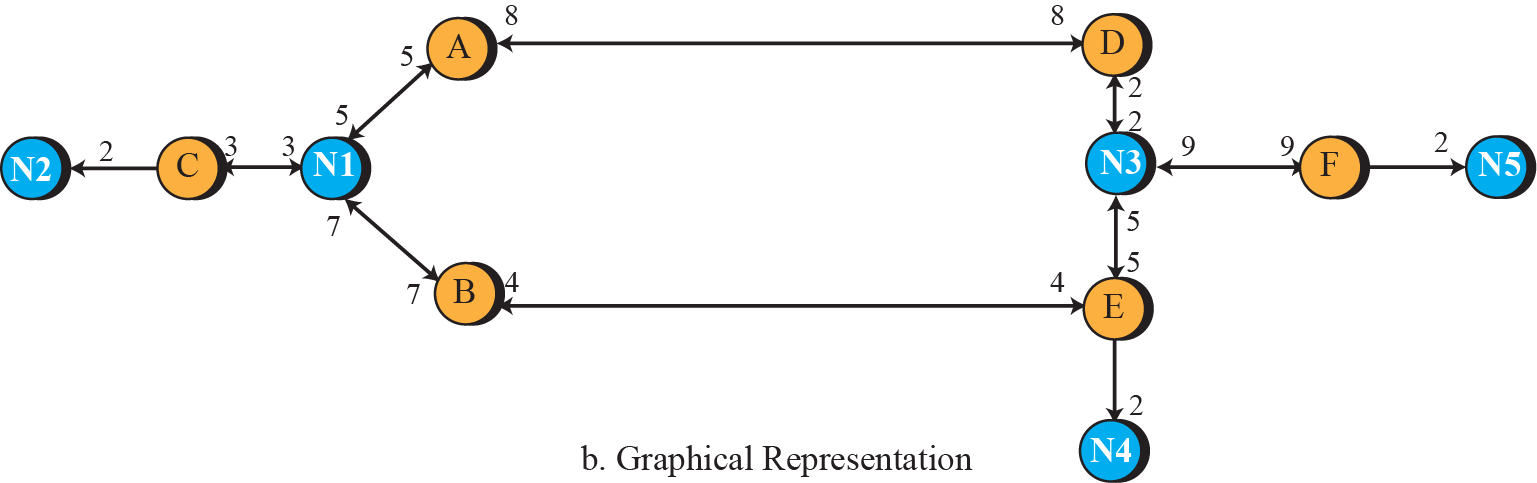 A 8 8 D
5 2
5 2
N2 2 C 3 3 N1 N3 9 9 F 2 N5
7 5
7 B 4 4 5 E
2
b. Graphical Representation N4